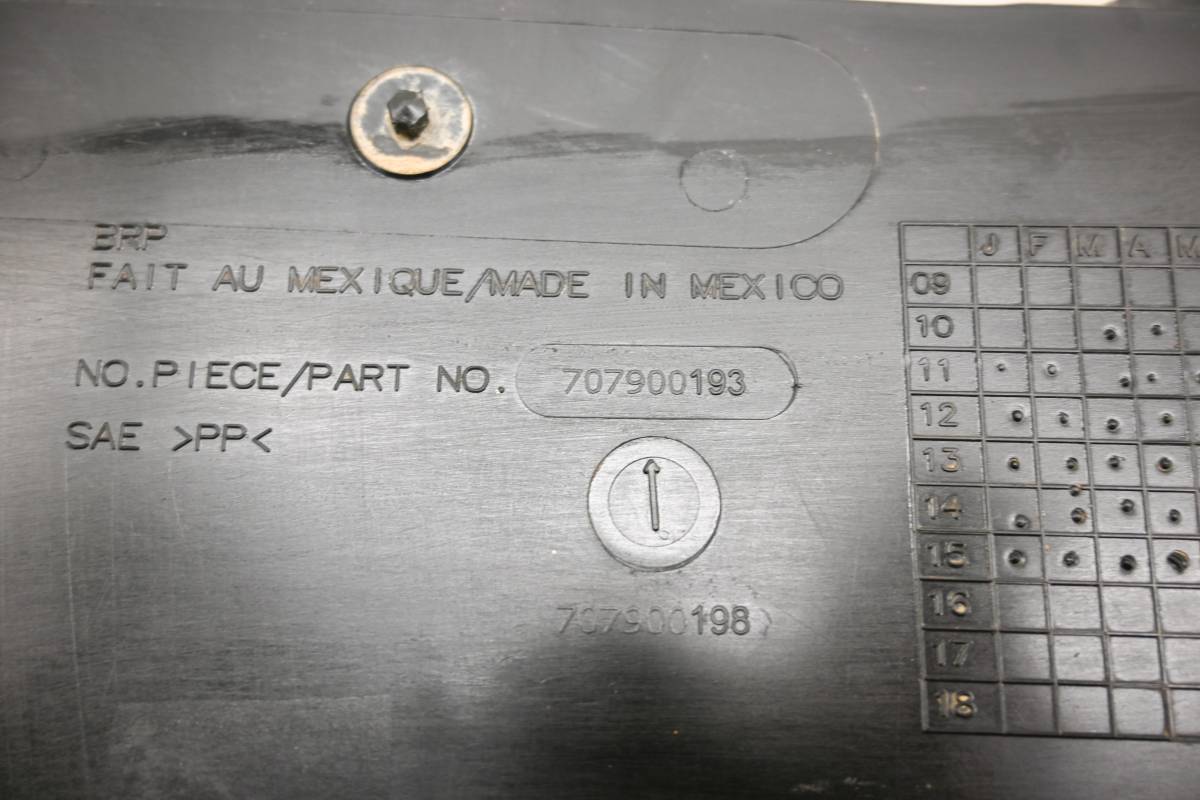 BRP
FAIT AU MEXIQUE/MADE IN MEXICO
NO.PIECE/PART NO. 707900193
SAE >PP<
707900198
J F M A M
09
10
11
12
13
14
15
16
17
18